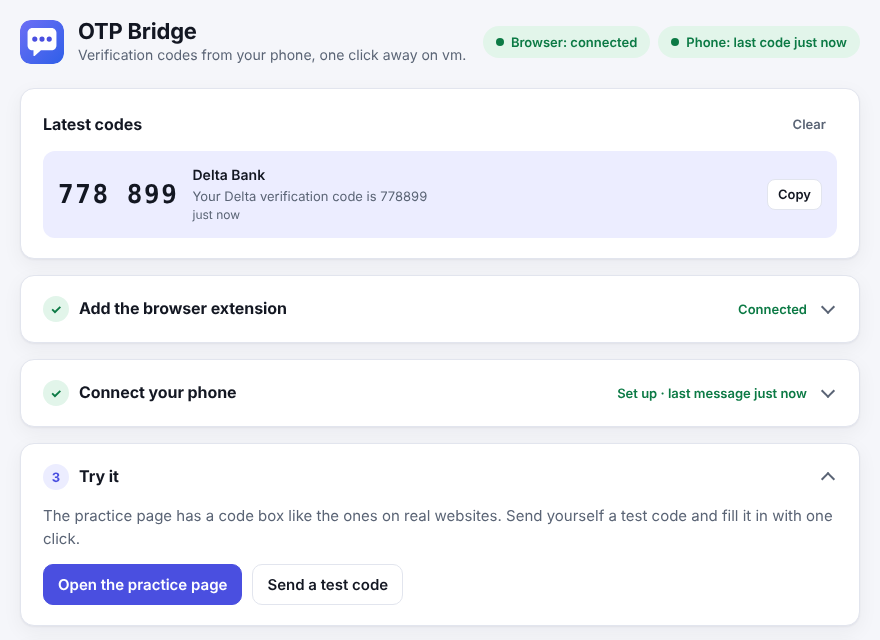 OTP Bridge
Verification codes from your phone, one click away on vm.
Browser: connected
Phone: last code just now
Latest codes
Clear
778 899
Delta Bank
Your Delta verification code is 778899
just now
Copy
Add the browser extension
Connected
Connect your phone
Set up · last message just now
3
Try it
The practice page has a code box like the ones on real websites. Send yourself a test code and fill it in with one
click.
Open the practice page
Send a test code